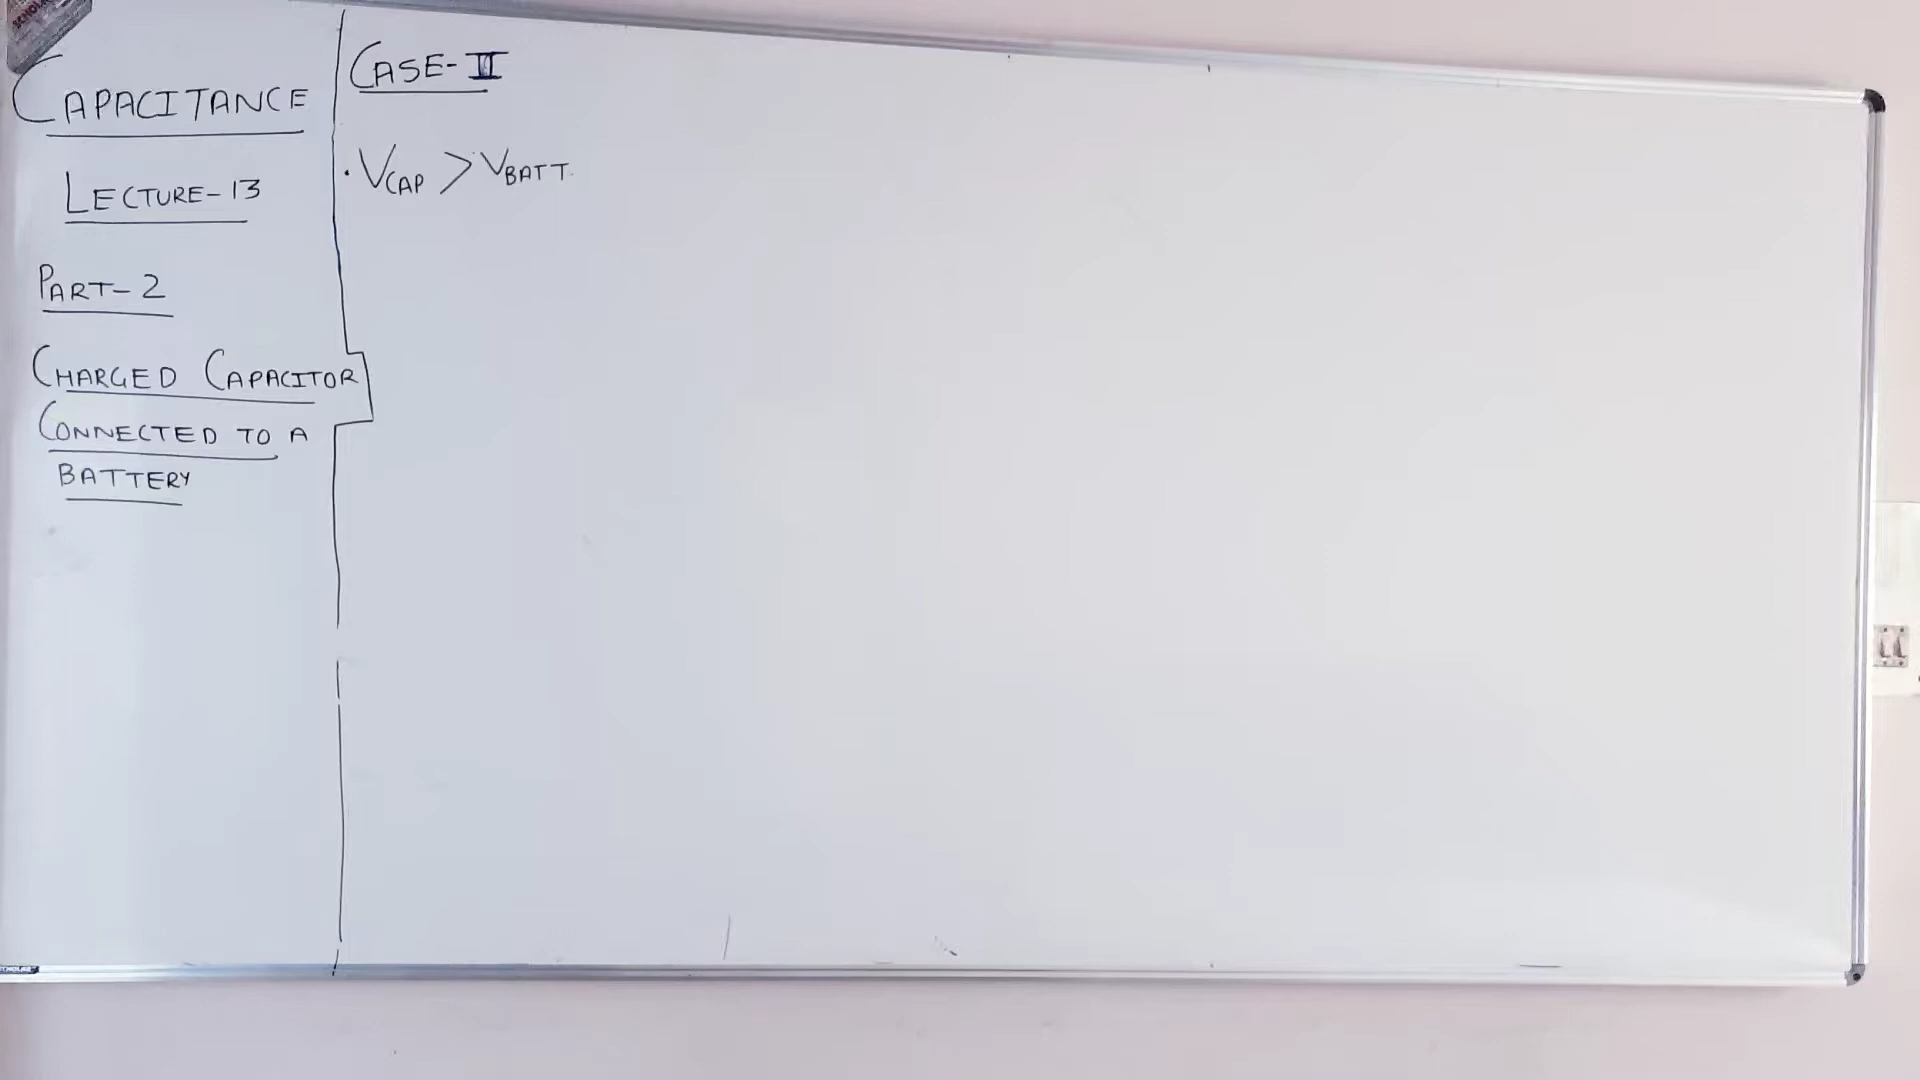 CAPACITANCE
LECTURE-13
PART-2
CHARGED CAPACITOR
CONNECTED TO A
BATTERY
CASE-II
· VCAP > VBATT.